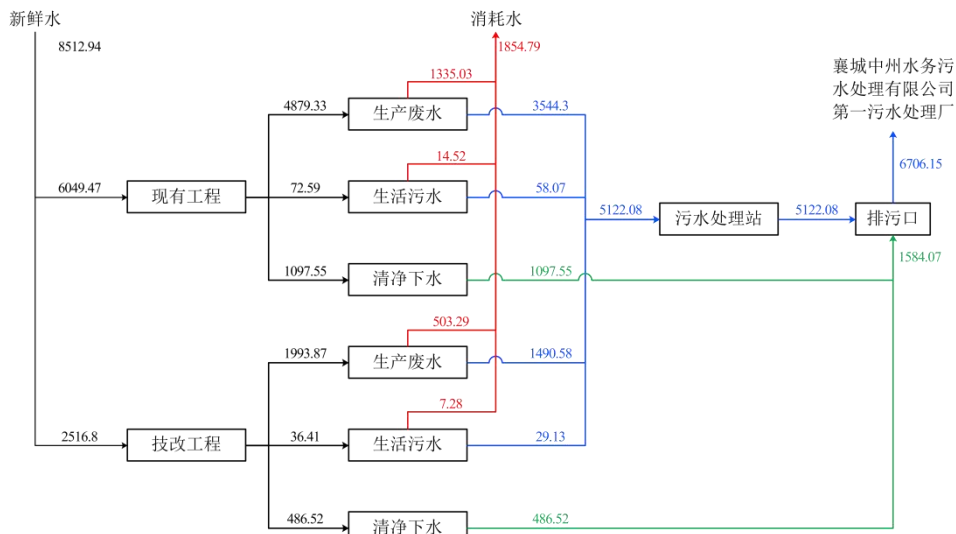 新鲜水
消耗水
8512.94
1854.79
襄城中州水务污
水处理有限公司
第一污水处理厂
1335.03
4879.33
生产废水
3544.3
14.52
6706.15
6049.47
现有工程
72.59
生活污水
58.07
5122.08
污水处理站
5122.08
排污口
1584.07
1097.55
清净下水
1097.55
503.29
1993.87
生产废水
1490.58
7.28
2516.8
技改工程
36.41
生活污水
29.13
486.52
清净下水
486.52